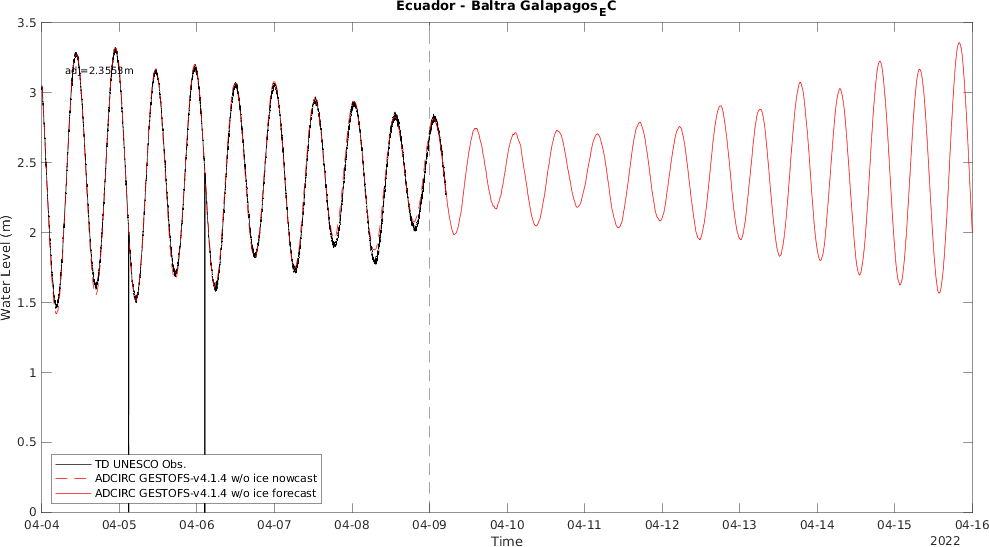 Ecuador - Baltra Galapagos_EC
3.5
3
2.5
2
1.5
1
0.5
0
Water Level (m)
adj=2.3553m
TD UNESCO Obs.
ADCIRC GESTOFS-v4.1.4 w/o ice nowcast
ADCIRC GESTOFS-v4.1.4 w/o ice forecast
04-04 04-05 04-06 04-07 04-08 04-09 04-10 04-11 04-12 04-13 04-14 04-15 04-16
Time
2022